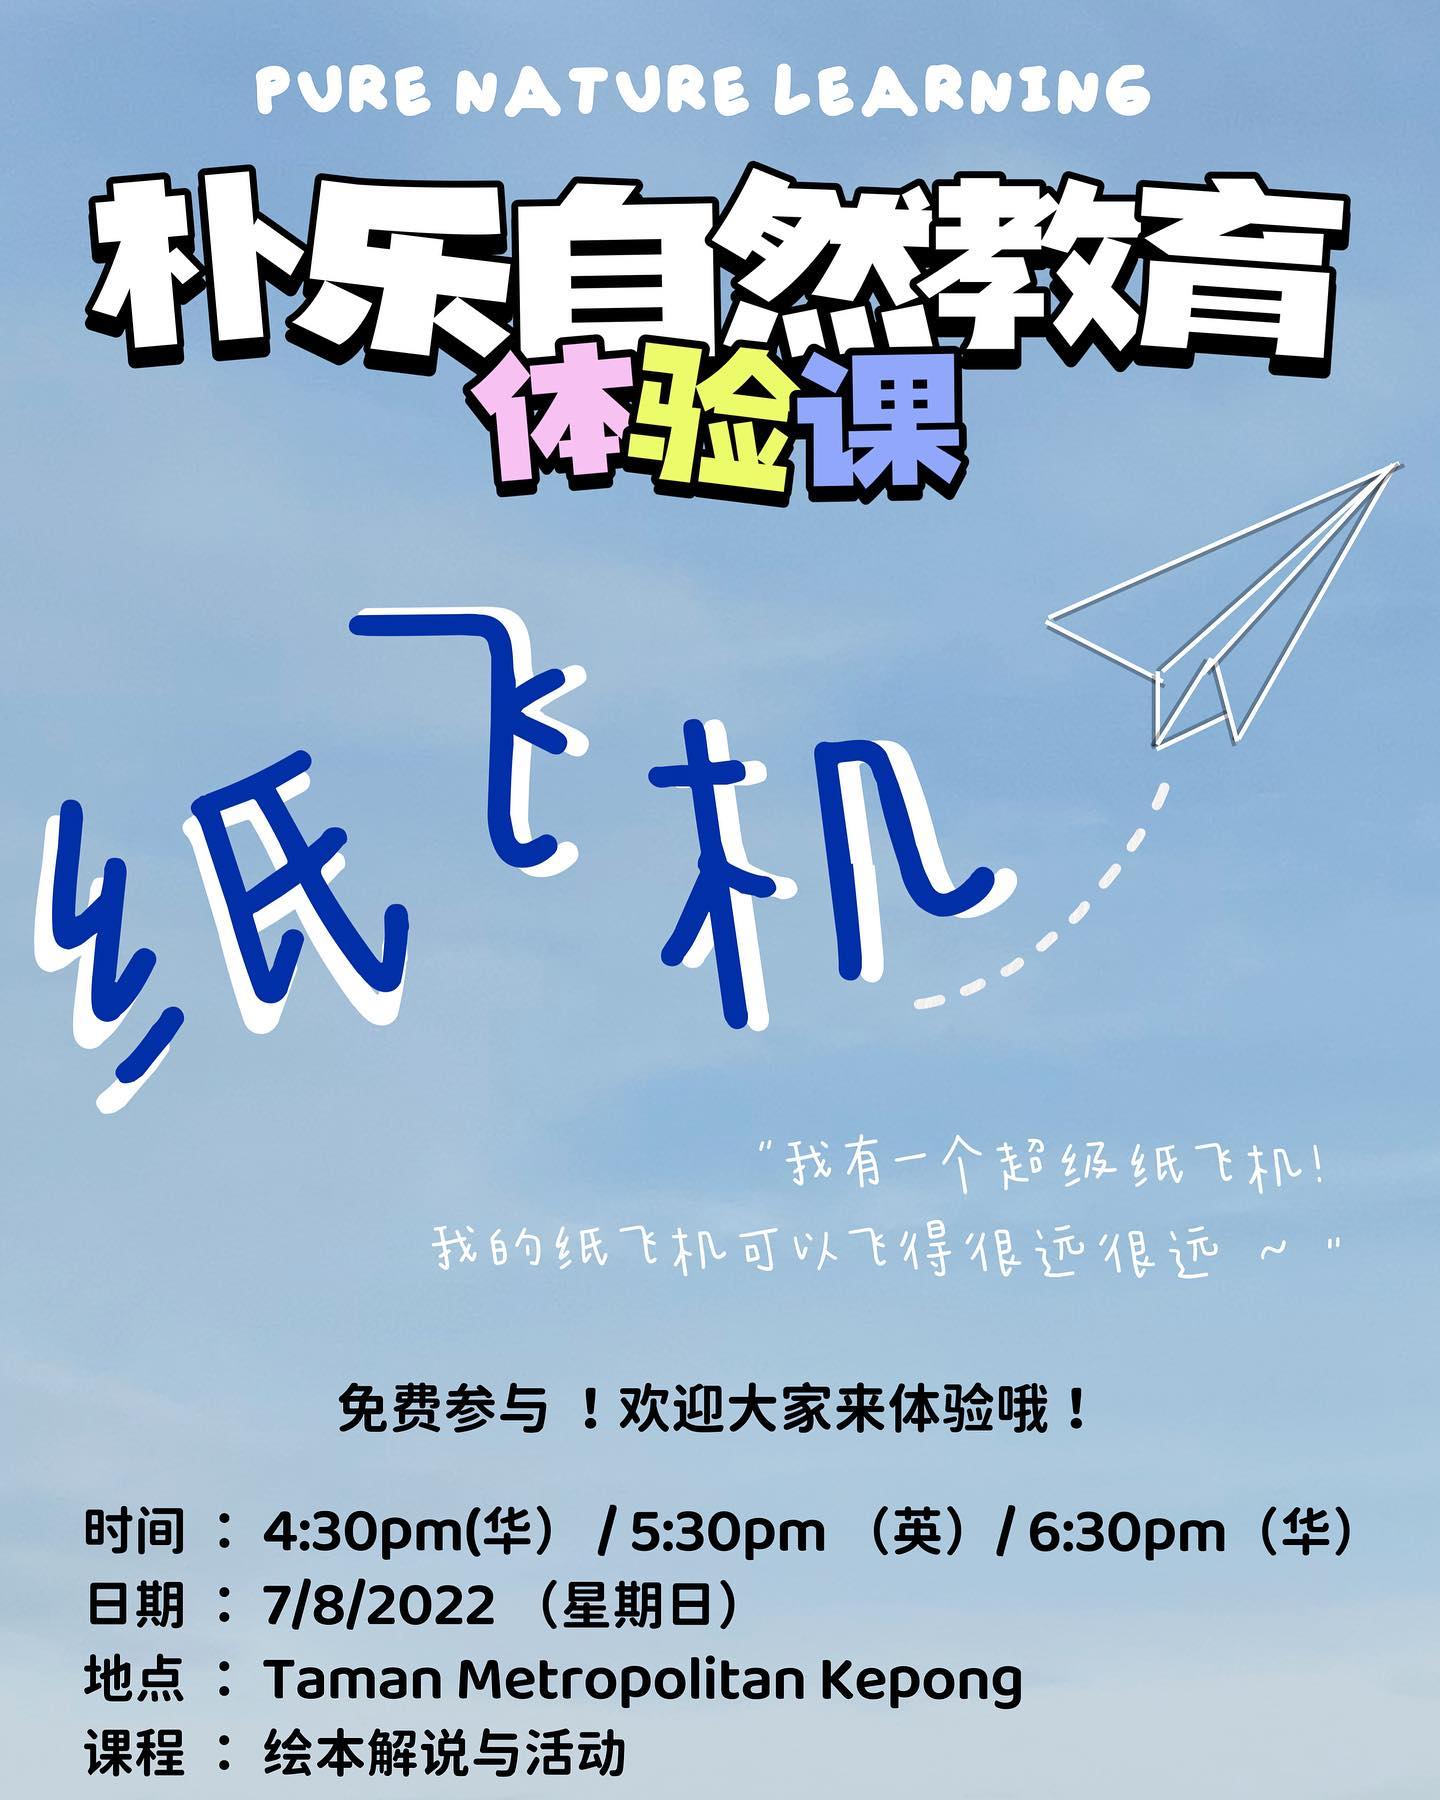 PURE NATURE LEARNING
朴乐自然教育
体验课
纸飞机
"我有一个超级纸飞机!
我的纸飞机可以飞得很远很远 ~ "
免费参与 ！欢迎大家来体验哦！
时间 ： 4:30pm(华） / 5:30pm （英）/ 6:30pm（华）
日期 ： 7/8/2022 （星期日）
地点 ： Taman Metropolitan Kepong
课程 ： 绘本解说与活动